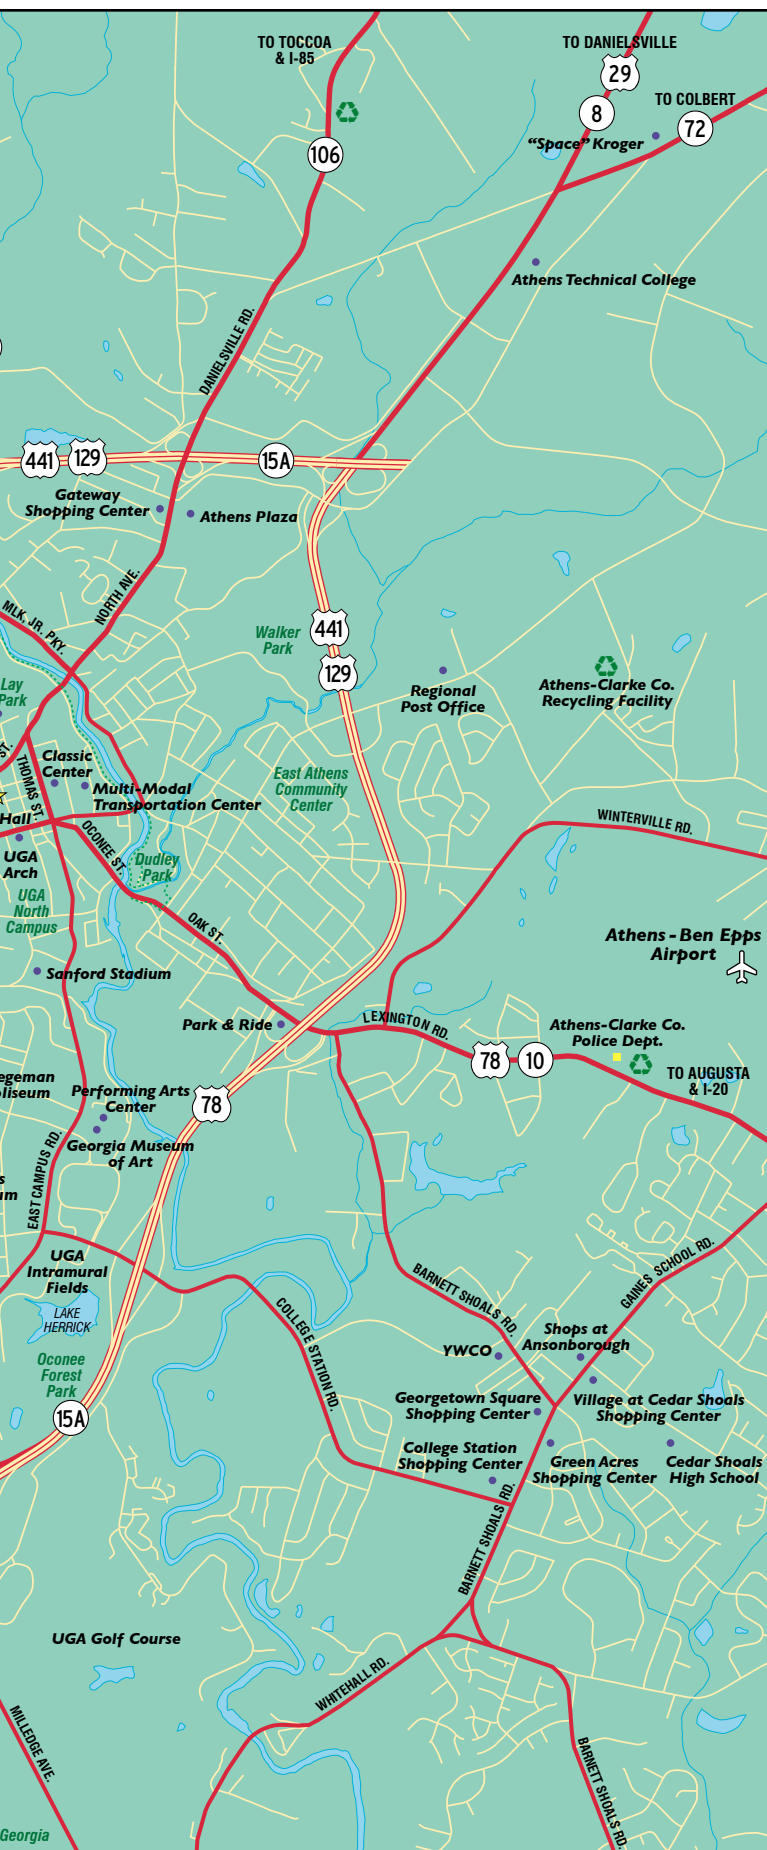 TO TOCCOA
& I-85
TO DANIELSVILLE
29
8
TO COLBERT
72
"Space" Kroger
106
Athens Technical College
DANIELSVILLE RD.
441
129
15A
Gateway
Shopping Center
Athens Plaza
NORTH AVE.
MLK, JR. PKY.
Walker
Park
441
129
Lay
Park
Regional
Post Office
Athens-Clarke Co.
Recycling Facility
ST.
THOMAS ST.
Classic
Center
Multi-Modal
Transportation Center
East Athens
Community
Center
Hall
WINTERVILLE RD.
OCONEE ST.
UGA
Arch
Dudley
Park
UGA
North
Campus
OAK ST.
Athens - Ben Epps
Airport
Sanford Stadium
Park & Ride
LEXINGTON RD.
78
10
Athens-Clarke Co.
Police Dept.
TO AUGUSTA
& I-20
egeman
liseum
Performing Arts
Center
78
Georgia Museum
of Art
EAST CAMPUS RD.
s
um
UGA
Intramural
Fields
LAKE
HERRICK
COLLEGE STATION RD.
BARNETT SHOALS RD.
GAINES SCHOOL RD.
Shops at
Ansonborough
YWCO
Oconee
Forest
Park
15A
Georgetown Square
Shopping Center
Village at Cedar Shoals
Shopping Center
College Station
Shopping Center
Green Acres
Shopping Center
Cedar Shoals
High School
BARNETT SHOALS RD.
UGA Golf Course
WHITEHALL RD.
MILLEDGE AVE.
BARNETT SHOALS RD.
Georgia